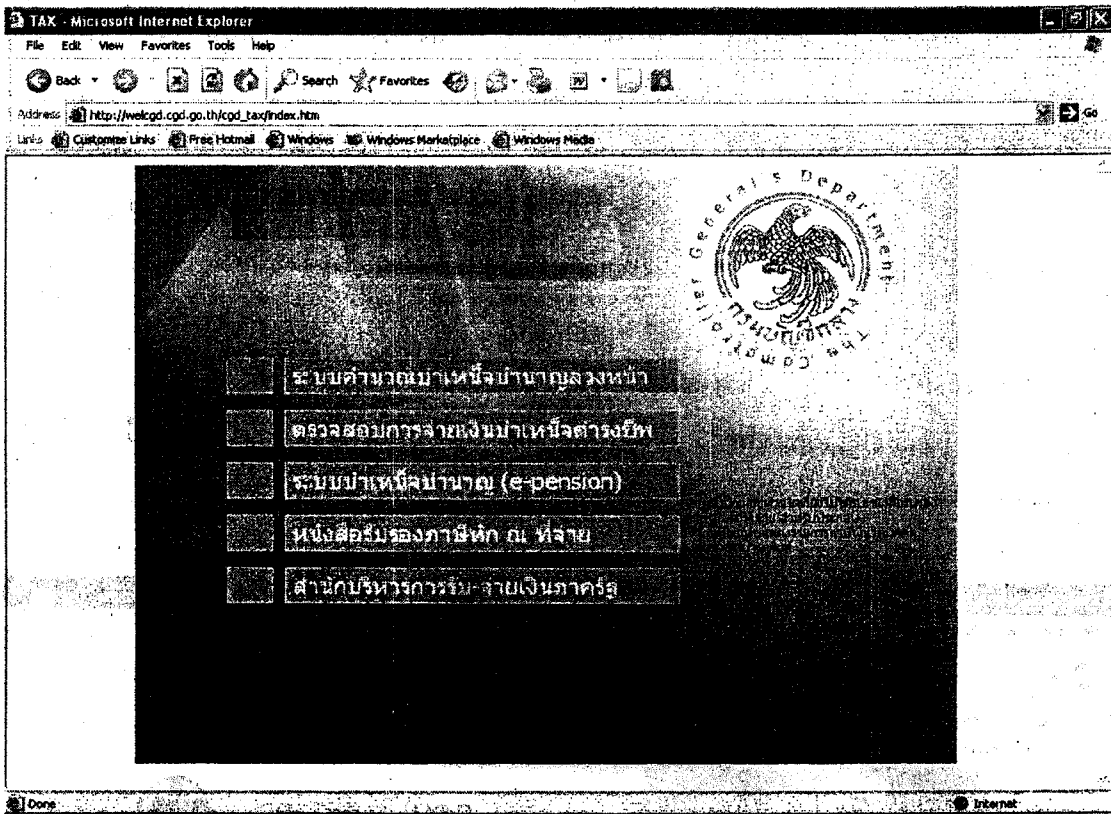 TAX - Microsoft Internet Explorer
File Edit View Favorites Tools Help
Back Search Favorites
Address http://welcgd.cgd.go.th/cgd_tax/index.htm Go
Links Customize Links Free Hotmail Windows Windows Marketplace Windows Media
The Comptroller General's Department
กรมบัญชีกลาง
ระบบคำนวณบำเหน็จบำนาญล่วงหน้า
ตรวจสอบการจ่ายเงินบำเหน็จดำรงชีพ
ระบบบำเหน็จบำนาญ (e-pension)
หนังสือรับรองภาษีหัก ณ ที่จ่าย
สำนักบริหารการรับ-จ่ายเงินภาครัฐ
Done Internet